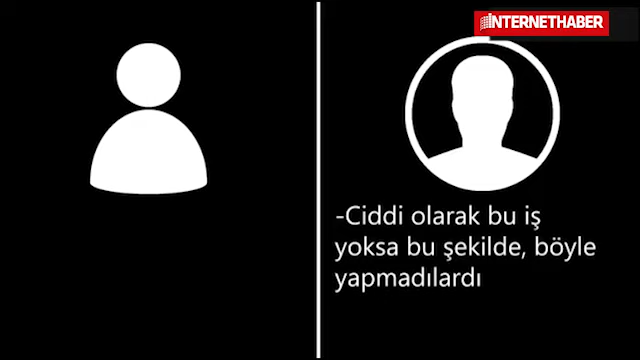 İNTERNETHABER
-Ciddi olarak bu iş
yoksa bu şekilde, böyle
yapmadılardı